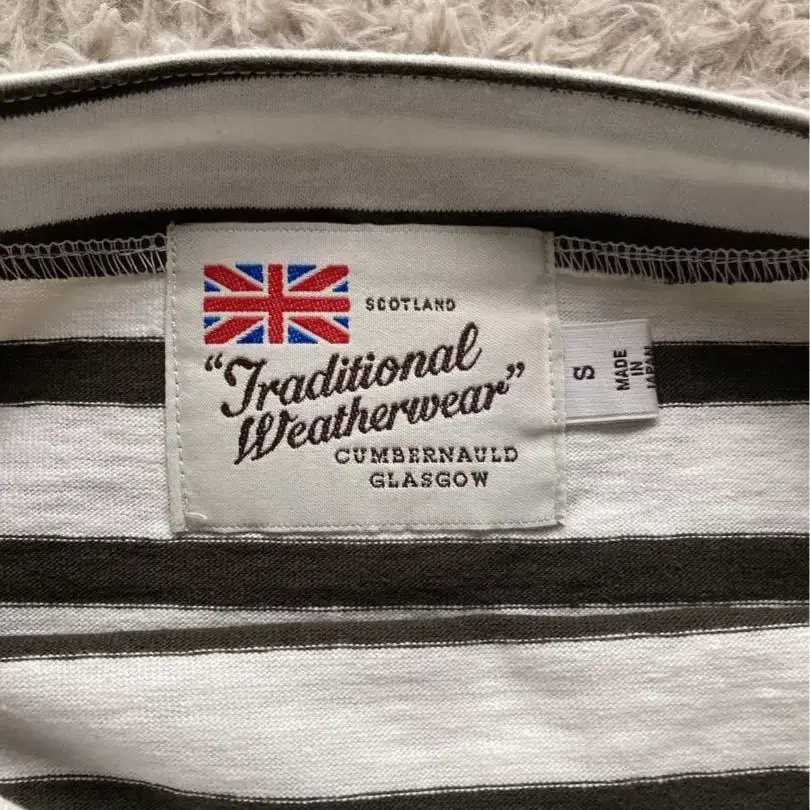 SCOTLAND
"Traditional
Weatherwear"
CUMBERNAULD
GLASGOW
S
MADE
IN
JAPAN